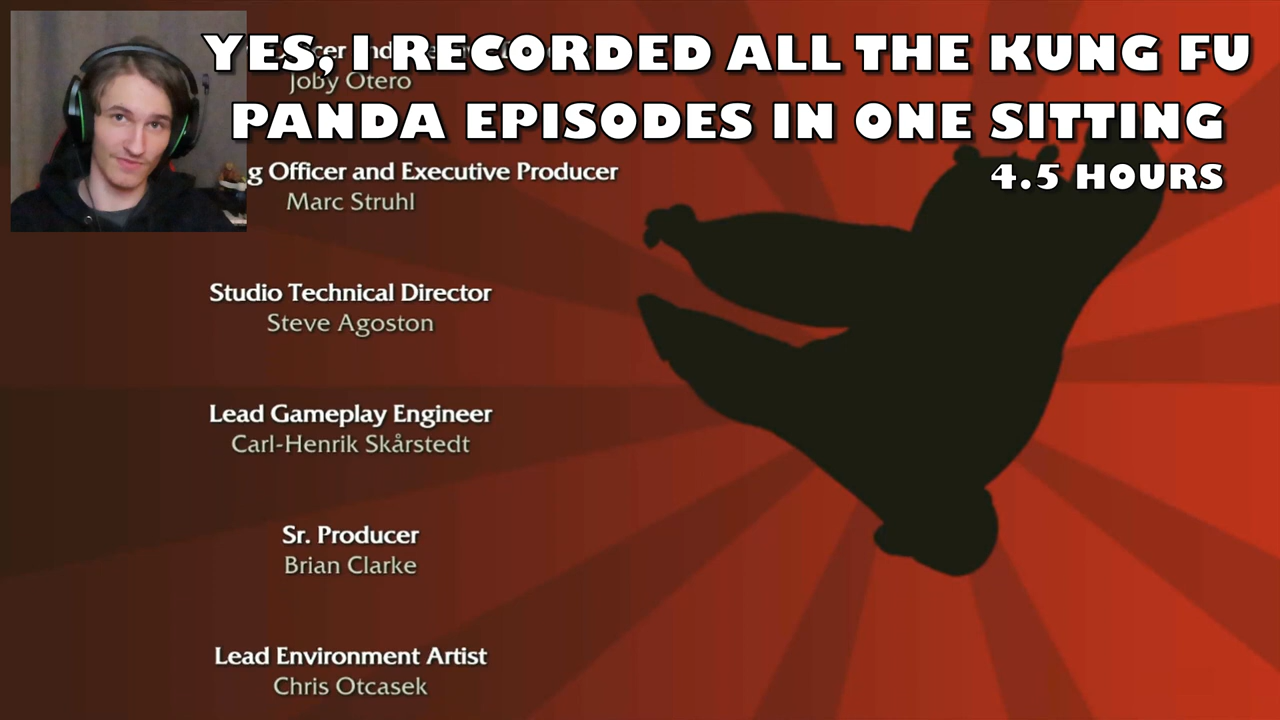 YES, I RECORDED ALL THE KUNG FU
PANDA EPISODES IN ONE SITTING
4.5 HOURS
Joby Otero
Officer and Executive Producer
Marc Struhl
Studio Technical Director
Steve Agoston
Lead Gameplay Engineer
Carl-Henrik Skårstedt
Sr. Producer
Brian Clarke
Lead Environment Artist
Chris Otcasek